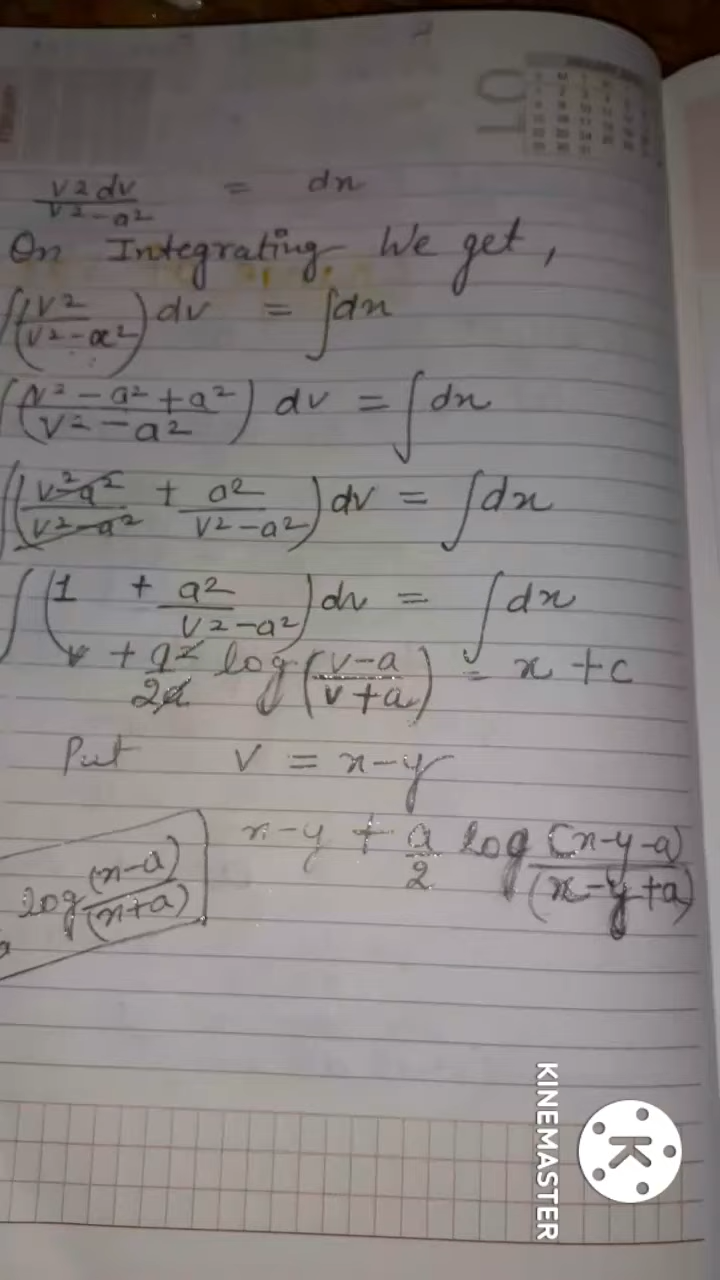 v2 dv / v2-a2 = dx
On Integrating We get,
∫(v2 / v2-a2) dv = ∫dx
(v2 - a2 + a2 / v2 - a2) dv = ∫dx
∫(v2-a2 / v2-a2 + a2 / v2-a2) dv = ∫dx
∫(1 + a2 / v2-a2) dv = ∫dx
v + a2 / 2a log (v-a / v+a) = x + c
Put v = x-y
x-y + a / 2 log (x-y-a) / (x-y+a)
log (x-a) / (x+a)
KINEMASTER
K